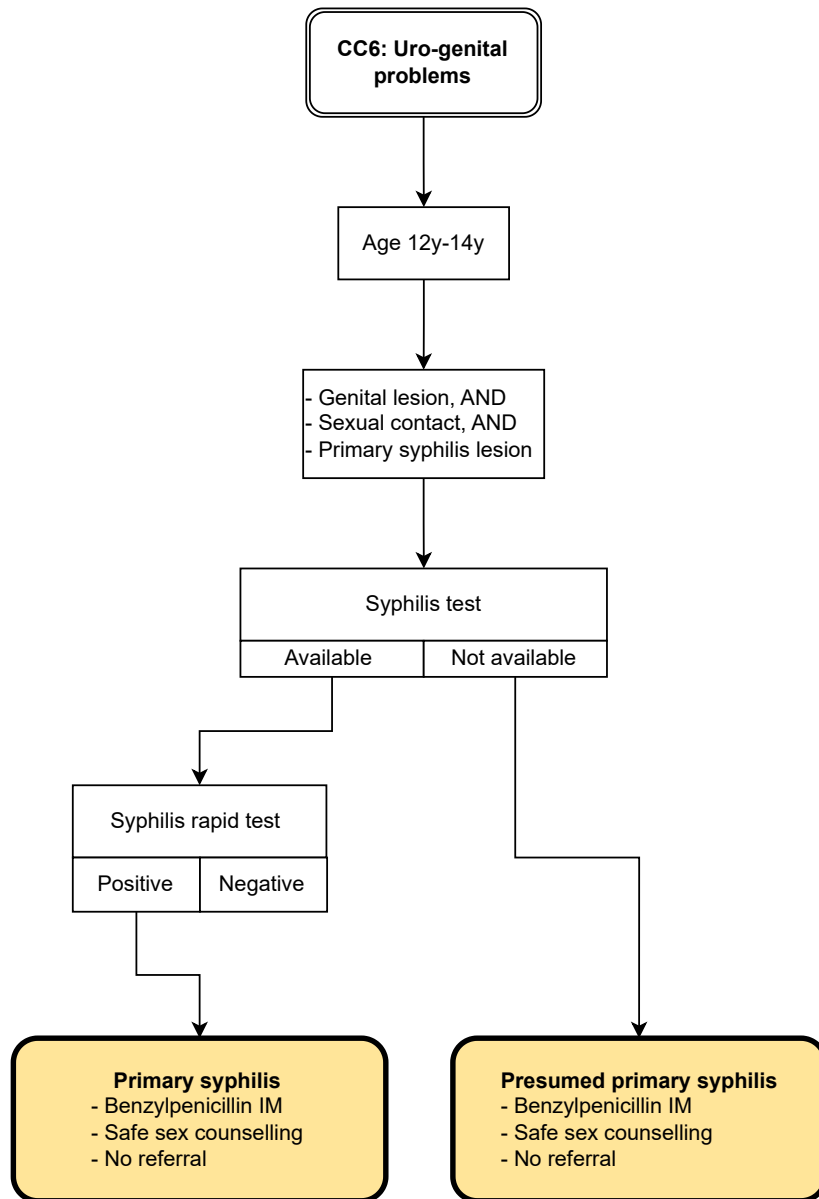 CC6: Uro-genital
problems
Age 12y-14y
- Genital lesion, AND
- Sexual contact, AND
- Primary syphilis lesion
Syphilis test
Available
Not available
Syphilis rapid test
Positive
Negative
Primary syphilis
- Benzylpenicillin IM
- Safe sex counselling
- No referral
Presumed primary syphilis
- Benzylpenicillin IM
- Safe sex counselling
- No referral